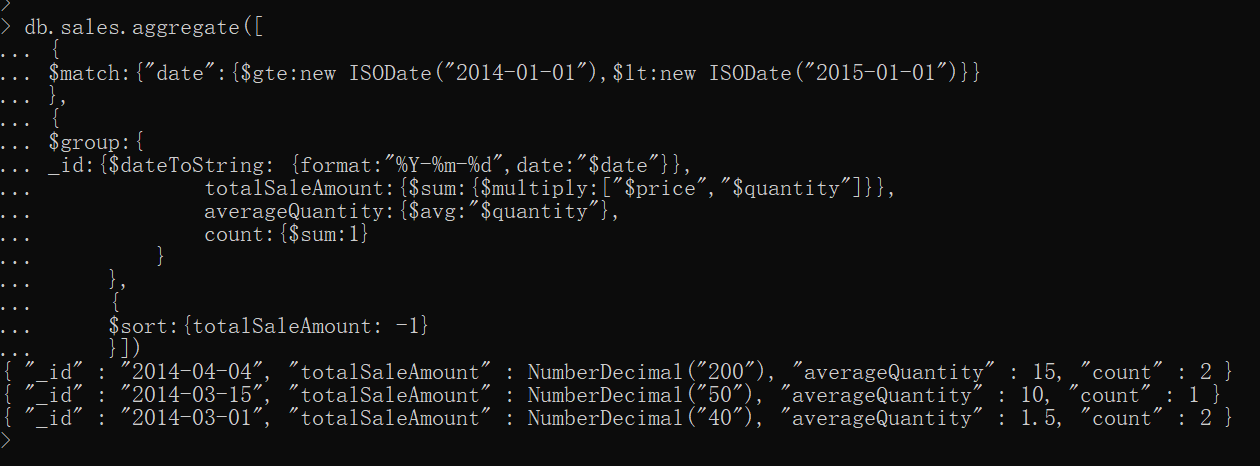 >
> db.sales.aggregate([
... {
... $match:{"date":{$gte:new ISODate("2014-01-01"),$lt:new ISODate("2015-01-01")}}
... },
... {
... $group:{
... _id:{$dateToString: {format:"%Y-%m-%d",date:"$date"}},
... totalSaleAmount:{$sum:{$multiply:["$price","$quantity"]}},
... averageQuantity:{$avg:"$quantity"},
... count:{$sum:1}
... }
... },
... {
... $sort:{totalSaleAmount: -1}
... }])
{ "_id" : "2014-04-04", "totalSaleAmount" : NumberDecimal("200"), "averageQuantity" : 15, "count" : 2 }
{ "_id" : "2014-03-15", "totalSaleAmount" : NumberDecimal("50"), "averageQuantity" : 10, "count" : 1 }
{ "_id" : "2014-03-01", "totalSaleAmount" : NumberDecimal("40"), "averageQuantity" : 1.5, "count" : 2 }
>